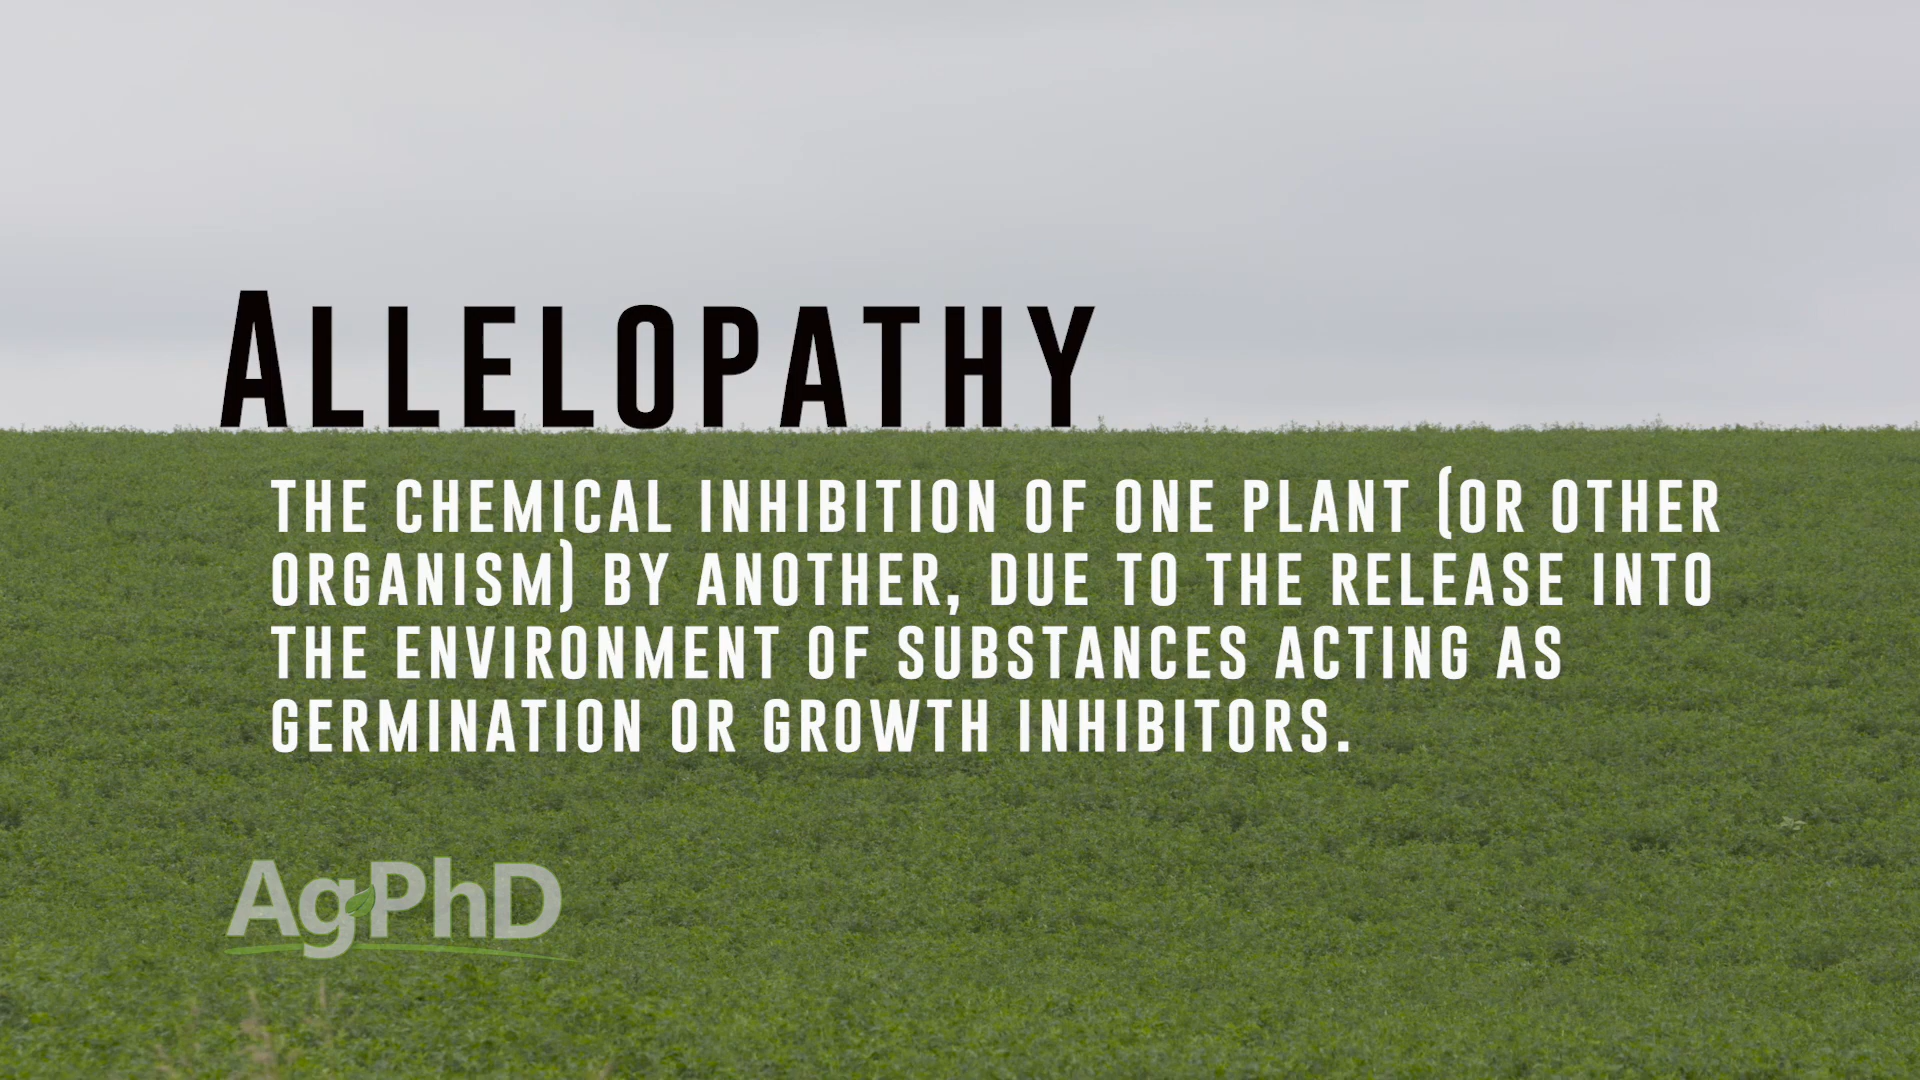 ALLELOPATHY
THE CHEMICAL INHIBITION OF ONE PLANT (OR OTHER
ORGANISM) BY ANOTHER, DUE TO THE RELEASE INTO
THE ENVIRONMENT OF SUBSTANCES ACTING AS
GERMINATION OR GROWTH INHIBITORS.
AgPhD